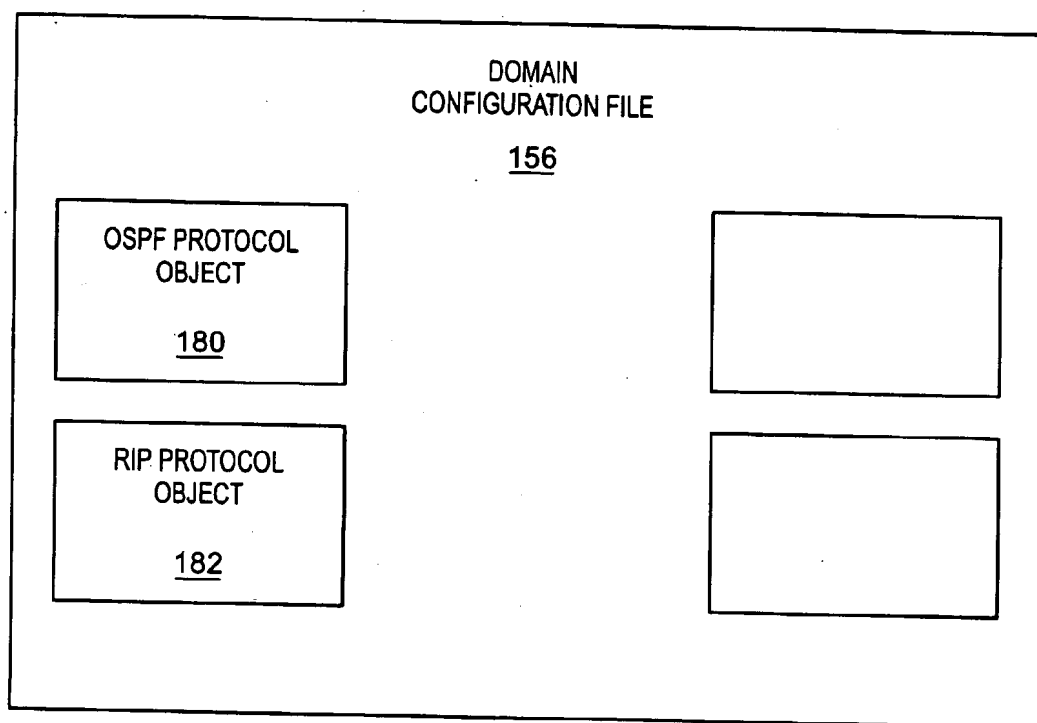 DOMAIN
CONFIGURATION FILE
156
OSPF PROTOCOL
OBJECT
180
RIP PROTOCOL
OBJECT
182